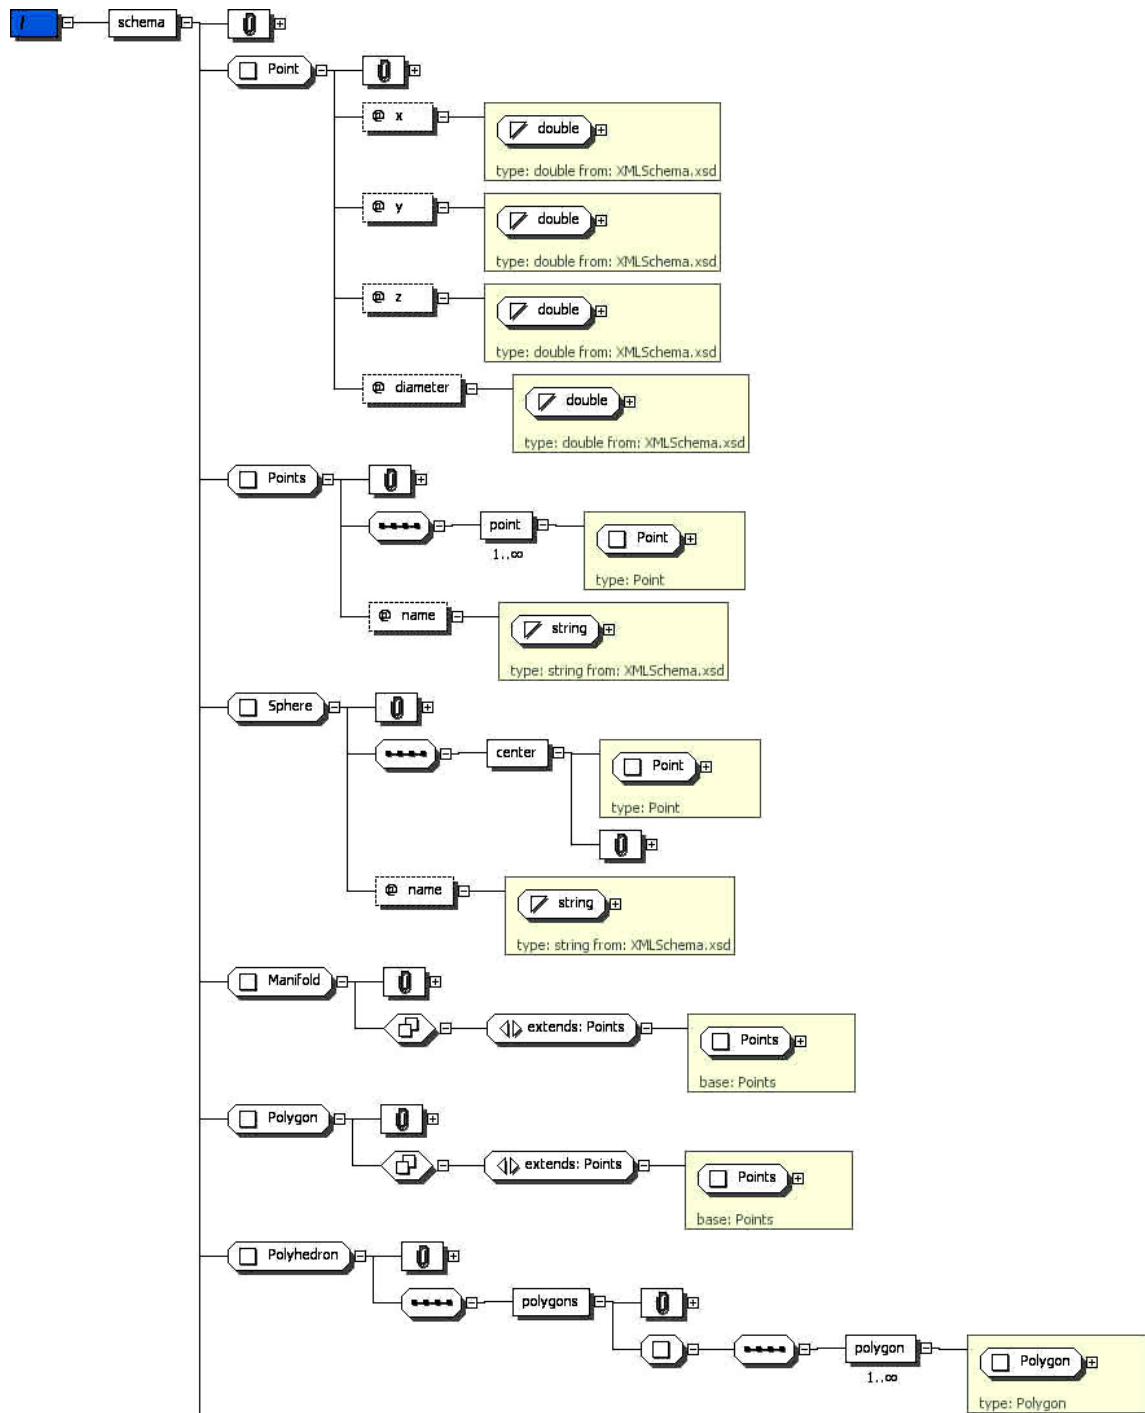 /
schema
Point
@ x
double
type: double from: XMLSchema.xsd
@ y
double
type: double from: XMLSchema.xsd
@ z
double
type: double from: XMLSchema.xsd
@ diameter
double
type: double from: XMLSchema.xsd
Points
point
1..∞
Point
type: Point
@ name
string
type: string from: XMLSchema.xsd
Sphere
center
Point
type: Point
@ name
string
type: string from: XMLSchema.xsd
Manifold
extends: Points
Points
base: Points
Polygon
extends: Points
Points
base: Points
Polyhedron
polygons
polygon
1..∞
Polygon
type: Polygon